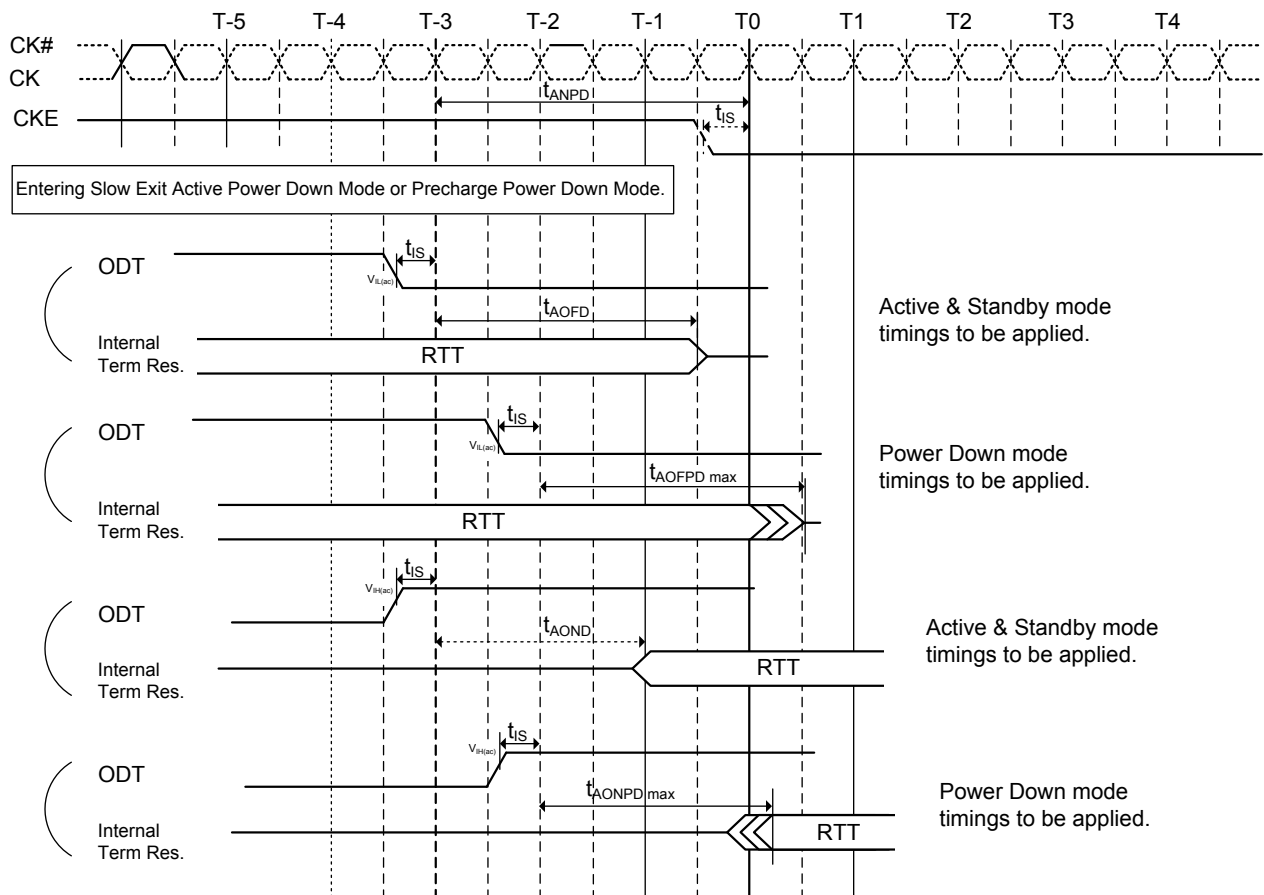 T-5 T-4 T-3 T-2 T-1 T0 T1 T2 T3 T4
CK#
CK
tANPD
CKE
tIS
Entering Slow Exit Active Power Down Mode or Precharge Power Down Mode.
ODT
tIS
VIL(ac)
tAOFD
Internal
Term Res.
RTT
Active & Standby mode
timings to be applied.
ODT
tIS
VIL(ac)
tAOFPD max
Internal
Term Res.
RTT
Power Down mode
timings to be applied.
ODT
tIS
VIH(ac)
tAOND
Internal
Term Res.
RTT
Active & Standby mode
timings to be applied.
ODT
tIS
VIH(ac)
tAONPD max
Internal
Term Res.
RTT
Power Down mode
timings to be applied.